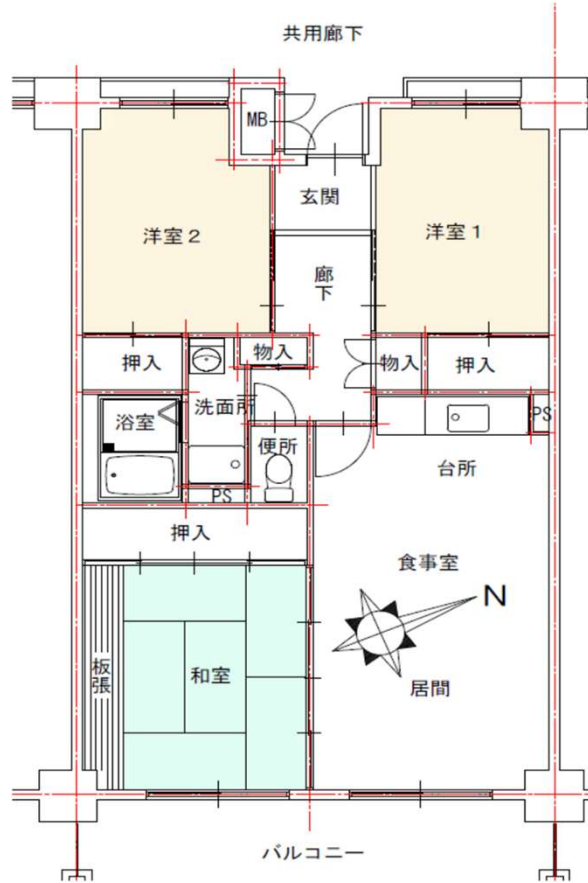 共用廊下
MB
玄関
洋室2
洋室1
廊下
押入
物入
物入
押入
浴室
洗面所
便所
PS
台所
PS
押入
食事室
N
板張
和室
居間
バルコニー